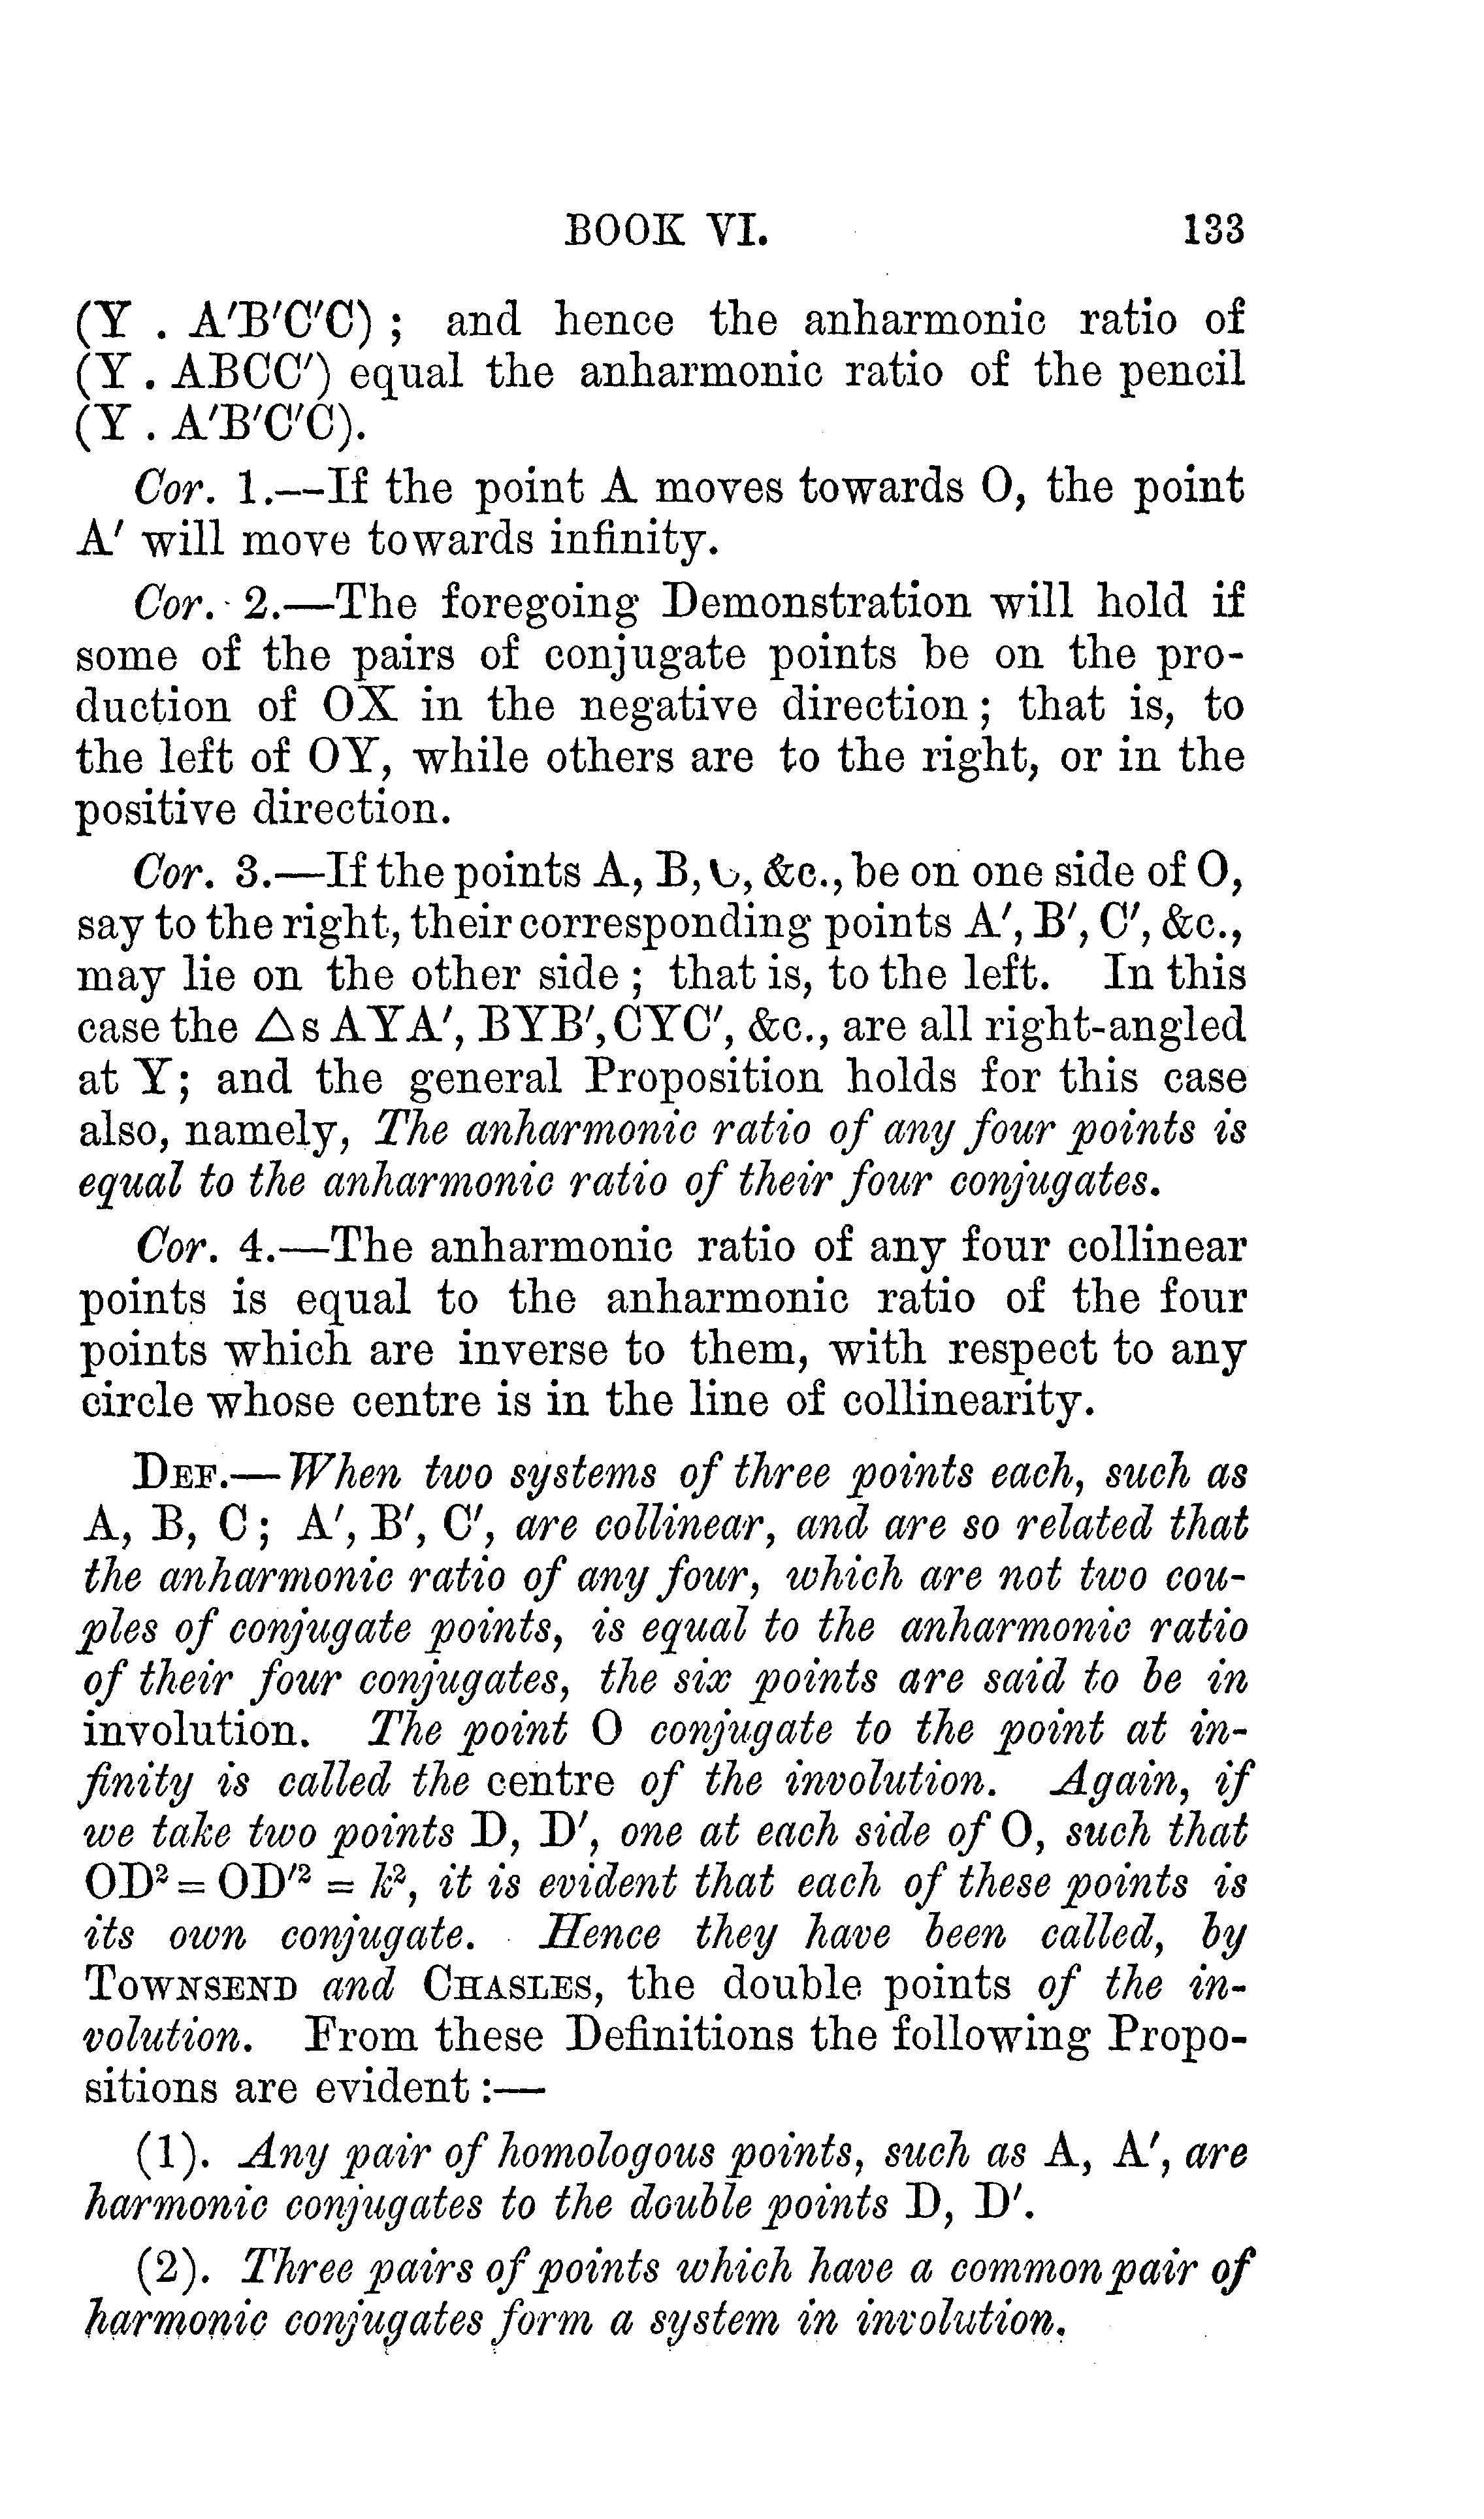 BOOK VI. 133
(Y . A′B′C′C) ; and hence the anharmonic ratio of
(Y . ABCC′) equal the anharmonic ratio of the pencil
(Y . A′B′C′C).
Cor. 1.—If the point A moves towards O, the point
A′ will move towards infinity.
Cor. 2.—The foregoing Demonstration will hold if
some of the pairs of conjugate points be on the pro-
duction of OX in the negative direction ; that is, to
the left of OY, while others are to the right, or in the
positive direction.
Cor. 3.—If the points A, B, C, &c., be on one side of O,
say to the right, their corresponding points A′, B′, C′, &c.,
may lie on the other side ; that is, to the left. In this
case the △s AYA′, BYB′, CYC′, &c., are all right-angled
at Y ; and the general Proposition holds for this case
also, namely, The anharmonic ratio of any four points is
equal to the anharmonic ratio of their four conjugates.
Cor. 4.—The anharmonic ratio of any four collinear
points is equal to the anharmonic ratio of the four
points which are inverse to them, with respect to any
circle whose centre is in the line of collinearity.
DEF.—When two systems of three points each, such as
A, B, C ; A′, B′, C′, are collinear, and are so related that
the anharmonic ratio of any four, which are not two cou-
ples of conjugate points, is equal to the anharmonic ratio
of their four conjugates, the six points are said to be in
involution. The point O conjugate to the point at in-
finity is called the centre of the involution. Again, if
we take two points D, D′, one at each side of O, such that
OD² = OD′² = k², it is evident that each of these points is
its own conjugate. Hence they have been called, by
TOWNSEND and CHASLES, the double points of the in-
volution. From these Definitions the following Propo-
sitions are evident :—
(1). Any pair of homologous points, such as A, A′, are
harmonic conjugates to the double points D, D′.
(2). Three pairs of points which have a common pair of
harmonic conjugates form a system in involution.